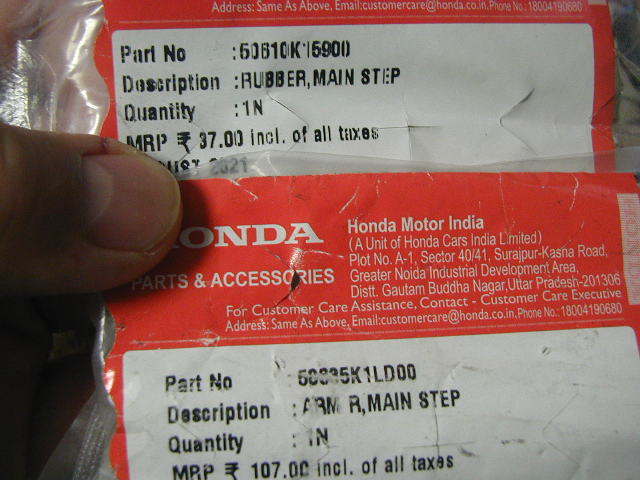 Address: Same As Above, Email:customercare@honda.co.in,Phone No: 18004190680
Part No :50610K15900
Description :RUBBER,MAIN STEP
Quantity :1N
MRP ₹ 37.00 incl. of all taxes
2021
HONDA
PARTS & ACCESSORIES
Honda Motor India
(A Unit of Honda Cars India Limited)
Plot No. A-1, Sector 40/41, Surajpur-Kasna Road,
Greater Noida Industrial Development Area,
Distt. Gautam Buddha Nagar,Uttar Pradesh-201306
For Customer Care Assistance, Contact - Customer Care Executive
Address: Same As Above, Email:customercare@honda.co.in,Phone No: 18004190680
Part No
Description : ARM R,MAIN STEP
Quantity : 1N
MRP ₹ 107.00 incl. of all taxes